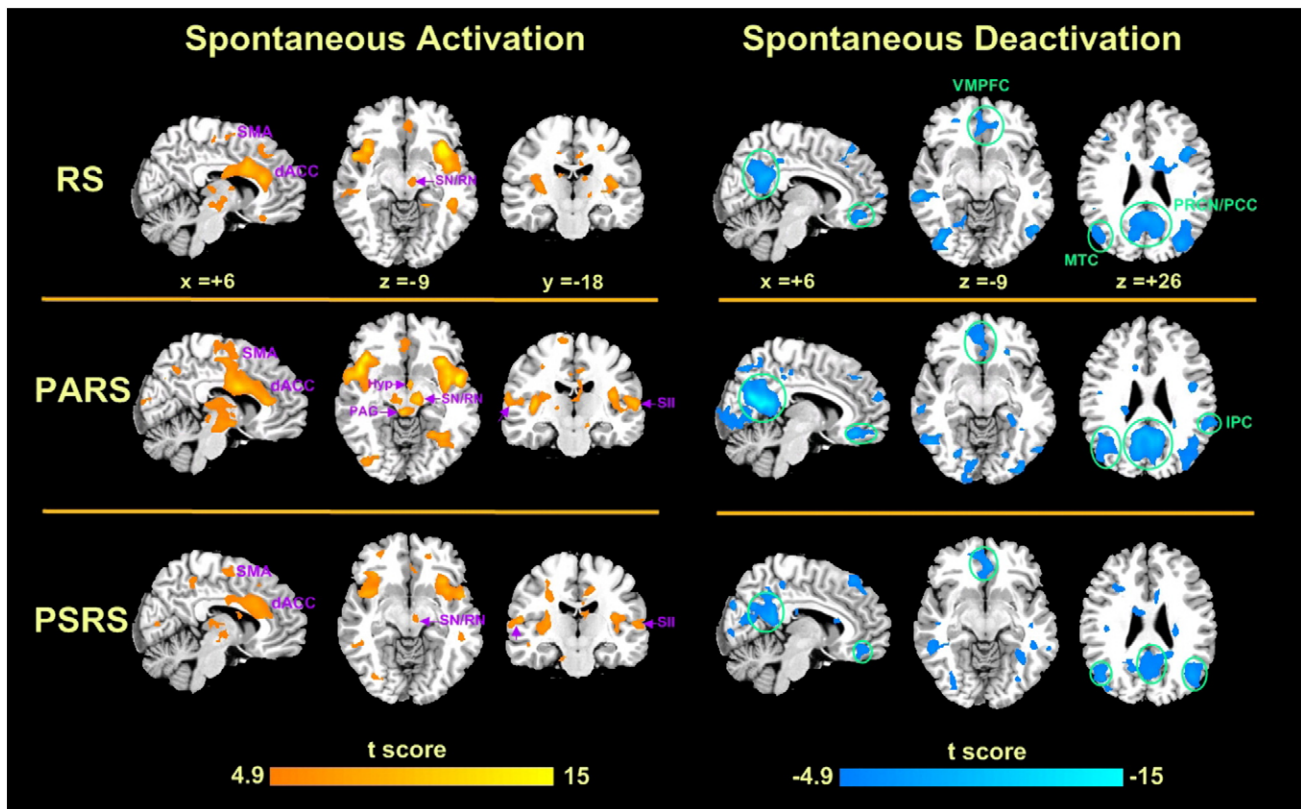 Spontaneous Activation
Spontaneous Deactivation
RS
SMA
dACC
SN/RN
VMPFC
PRCN/PCC
MTC
x =+6
z =-9
y =-18
x =+6
z =-9
z =+26
PARS
SMA
dACC
Hyp
SN/RN
PAG
SII
IPC
PSRS
SMA
dACC
SN/RN
SII
t score
4.9
15
t score
-4.9
-15